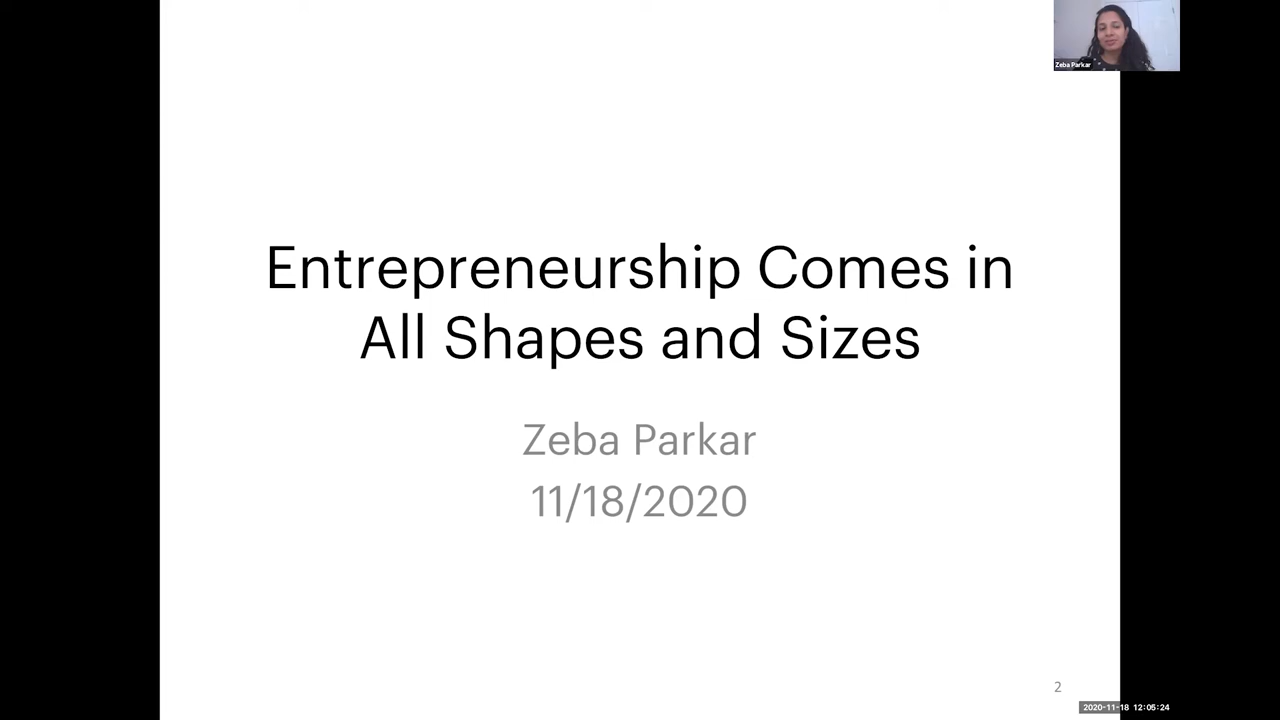 Zeba Parkar
Entrepreneurship Comes in
All Shapes and Sizes
Zeba Parkar
11/18/2020
2
2020-11-18 12:05:24